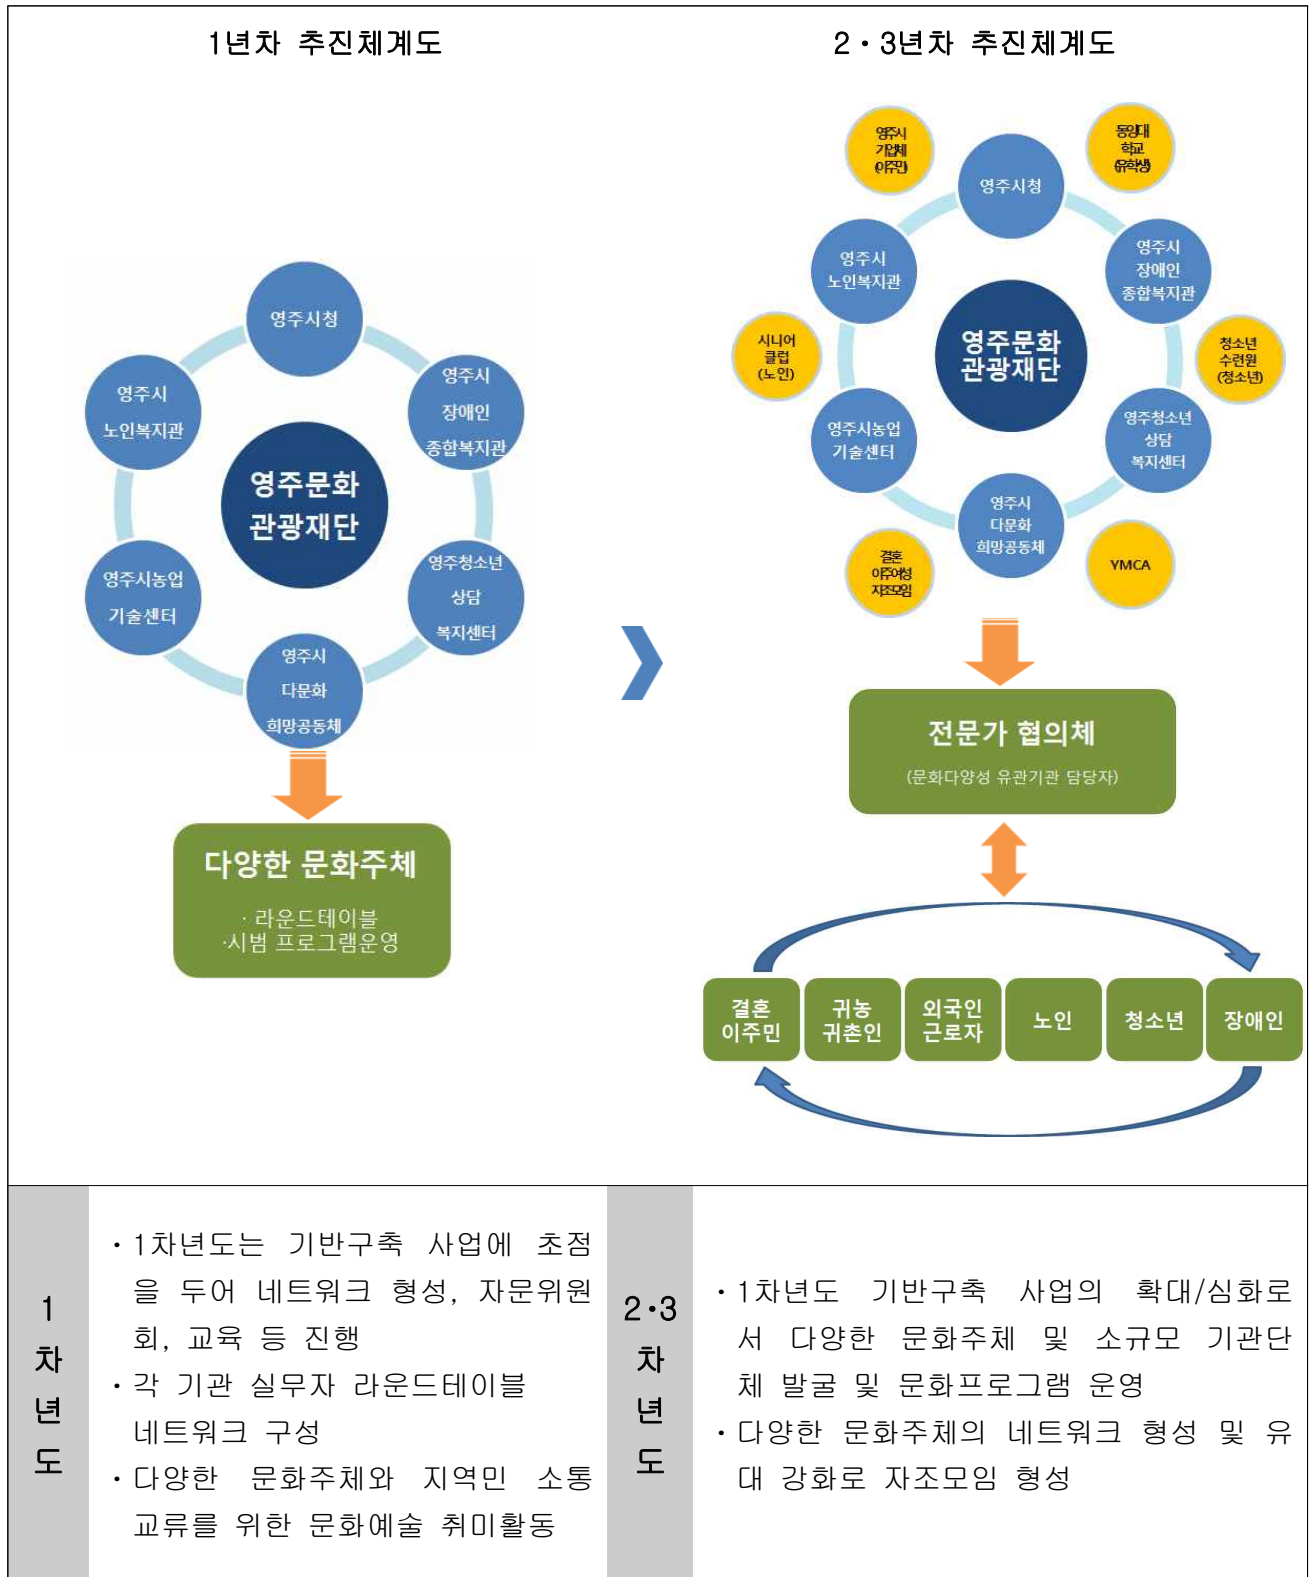 1년차 추진체계도
영주시청
영주시
노인복지관
영주시
장애인
종합복지관
영주문화
관광재단
영주시농업
기술센터
영주청소년
상담
복지센터
영주시
다문화
희망공동체
다양한 문화주체
· 라운드테이블
·시범 프로그램운영
2·3년차 추진체계도
영주시
기업체
(이주민)
동양대
학교
(유학생)
영주시청
영주시
노인복지관
영주시
장애인
종합복지관
시니어
클럽
(노인)
영주문화
관광재단
청소년
수련원
(청소년)
영주시농업
기술센터
영주청소년
상담
복지센터
영주시
다문화
희망공동체
결혼
이주여성
자조모임
YMCA
전문가 협의체
(문화다양성 유관기관 담당자)
결혼
이주민
귀농
귀촌인
외국인
근로자
노인
청소년
장애인
1
차
년
도
· 1차년도는 기반구축 사업에 초점
을 두어 네트워크 형성, 자문위원
회, 교육 등 진행
· 각 기관 실무자 라운드테이블
네트워크 구성
· 다양한 문화주체와 지역민 소통
교류를 위한 문화예술 취미활동
2·3
차
년
도
· 1차년도 기반구축 사업의 확대/심화로
서 다양한 문화주체 및 소규모 기관단
체 발굴 및 문화프로그램 운영
· 다양한 문화주체의 네트워크 형성 및 유
대 강화로 자조모임 형성